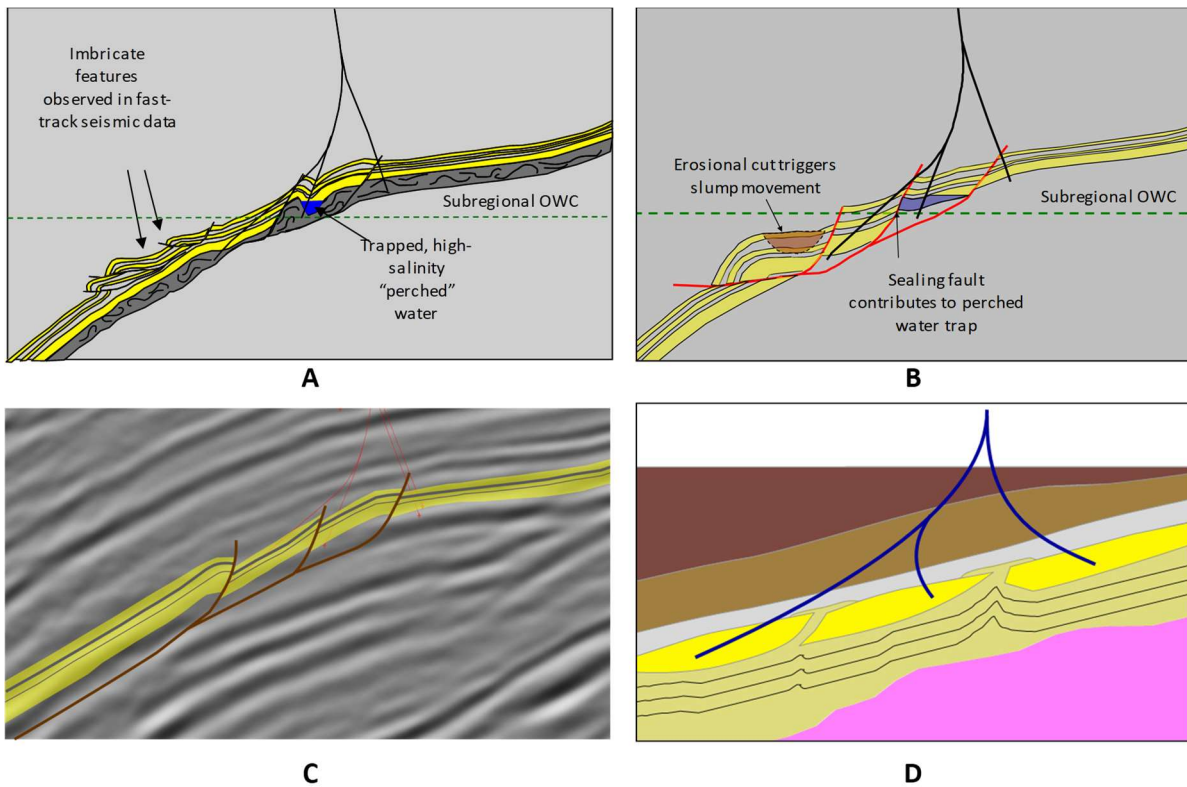 Imbricate
features
observed in fast-
track seismic data
Subregional OWC
Trapped, high-
salinity
"perched"
water
A
Erosional cut triggers
slump movement
Subregional OWC
Sealing fault
contributes to perched
water trap
B
C
D